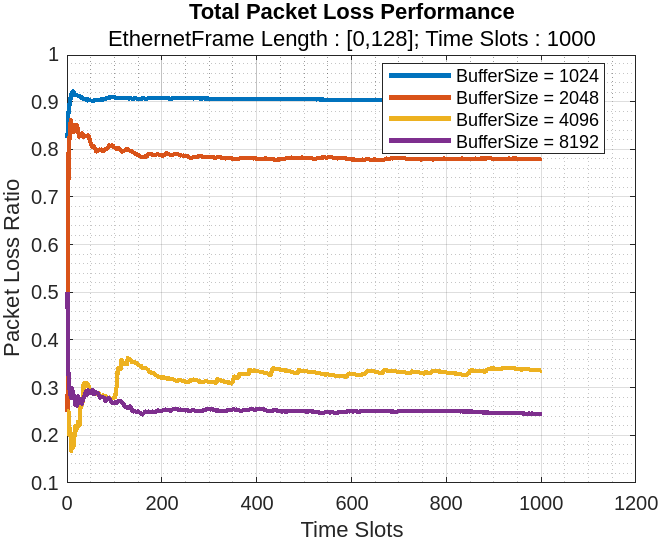 Total Packet Loss Performance
EthernetFrame Length : [0,128]; Time Slots : 1000
BufferSize = 1024
BufferSize = 2048
BufferSize = 4096
BufferSize = 8192
Packet Loss Ratio
1
0.9
0.8
0.7
0.6
0.5
0.4
0.3
0.2
0.1
0 200 400 600 800 1000 1200
Time Slots